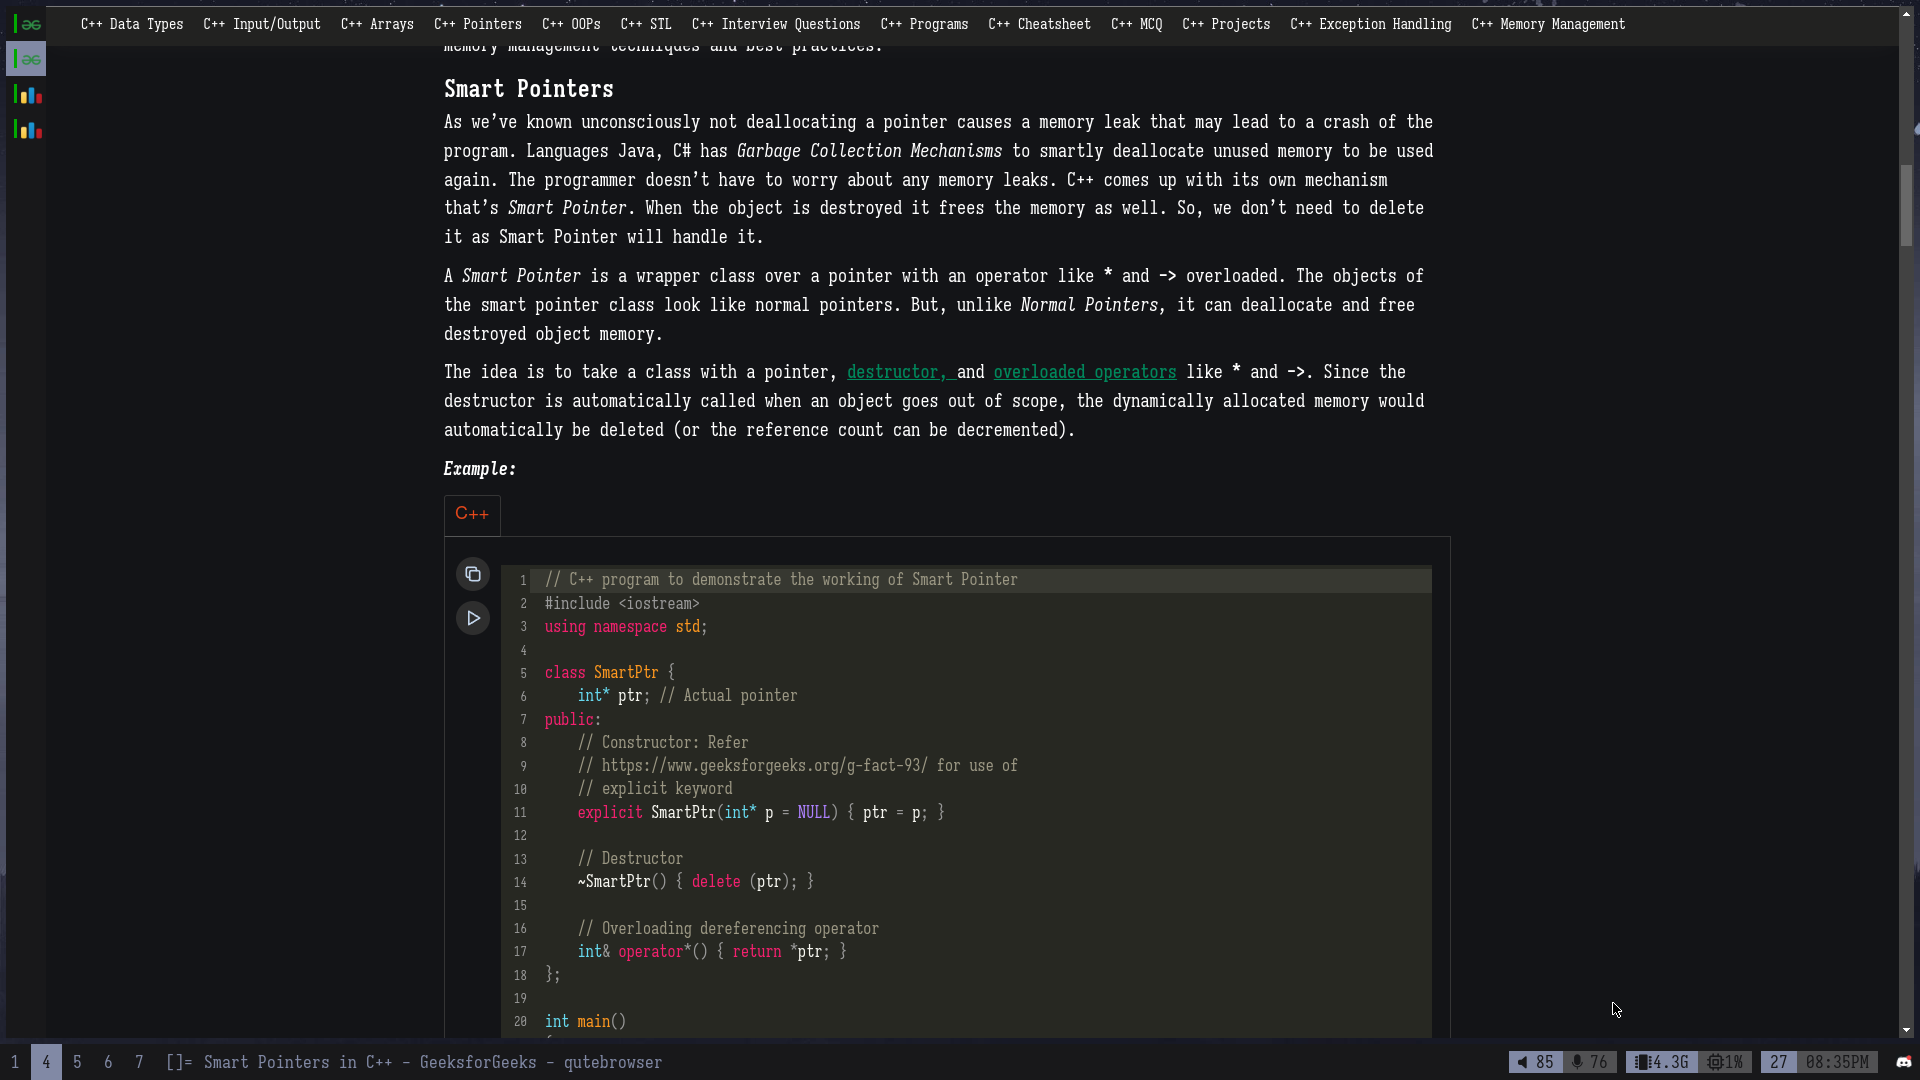 C++ Data Types C++ Input/Output C++ Arrays C++ Pointers C++ OOPs C++ STL C++ Interview Questions C++ Programs C++ Cheatsheet C++ MCQ C++ Projects C++ Exception Handling C++ Memory Management
memory management techniques and best practices.
Smart Pointers
As we’ve known unconsciously not deallocating a pointer causes a memory leak that may lead to a crash of the
program. Languages Java, C# has Garbage Collection Mechanisms to smartly deallocate unused memory to be used
again. The programmer doesn’t have to worry about any memory leaks. C++ comes up with its own mechanism
that’s Smart Pointer. When the object is destroyed it frees the memory as well. So, we don’t need to delete
it as Smart Pointer will handle it.
A Smart Pointer is a wrapper class over a pointer with an operator like * and -> overloaded. The objects of
the smart pointer class look like normal pointers. But, unlike Normal Pointers, it can deallocate and free
destroyed object memory.
The idea is to take a class with a pointer, destructor, and overloaded operators like * and ->. Since the
destructor is automatically called when an object goes out of scope, the dynamically allocated memory would
automatically be deleted (or the reference count can be decremented).
Example:
C++
1 // C++ program to demonstrate the working of Smart Pointer
2 #include <iostream>
3 using namespace std;
4
5 class SmartPtr {
6     int* ptr; // Actual pointer
7 public:
8     // Constructor: Refer
9     // https://www.geeksforgeeks.org/g-fact-93/ for use of
10     // explicit keyword
11     explicit SmartPtr(int* p = NULL) { ptr = p; }
12
13     // Destructor
14     ~SmartPtr() { delete (ptr); }
15
16     // Overloading dereferencing operator
17     int& operator*() { return *ptr; }
18 };
19
20 int main()
1 4 5 6 7 []= Smart Pointers in C++ - GeeksforGeeks - qutebrowser 85 76 4.3G 1% 27 08:35PM